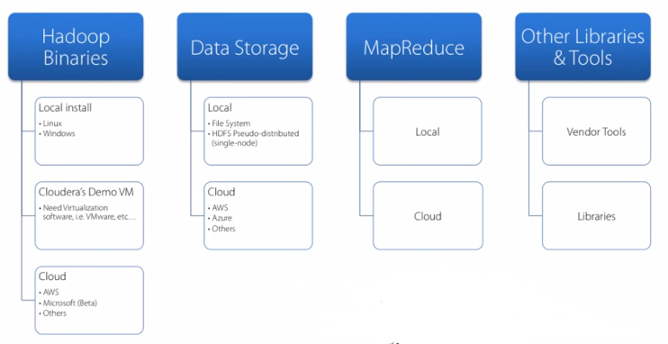 Hadoop
Binaries
Local install
• Linux
• Windows
Cloudera's Demo VM
• Need Virtualization
software, i.e. VMware, etc...
Cloud
• AWS
• Microsoft (Beta)
• Others
Data Storage
Local
• File System
• HDFS Pseudo-distributed
(single-node)
Cloud
• AWS
• Azure
• Others
MapReduce
Local
Cloud
Other Libraries
& Tools
Vendor Tools
Libraries